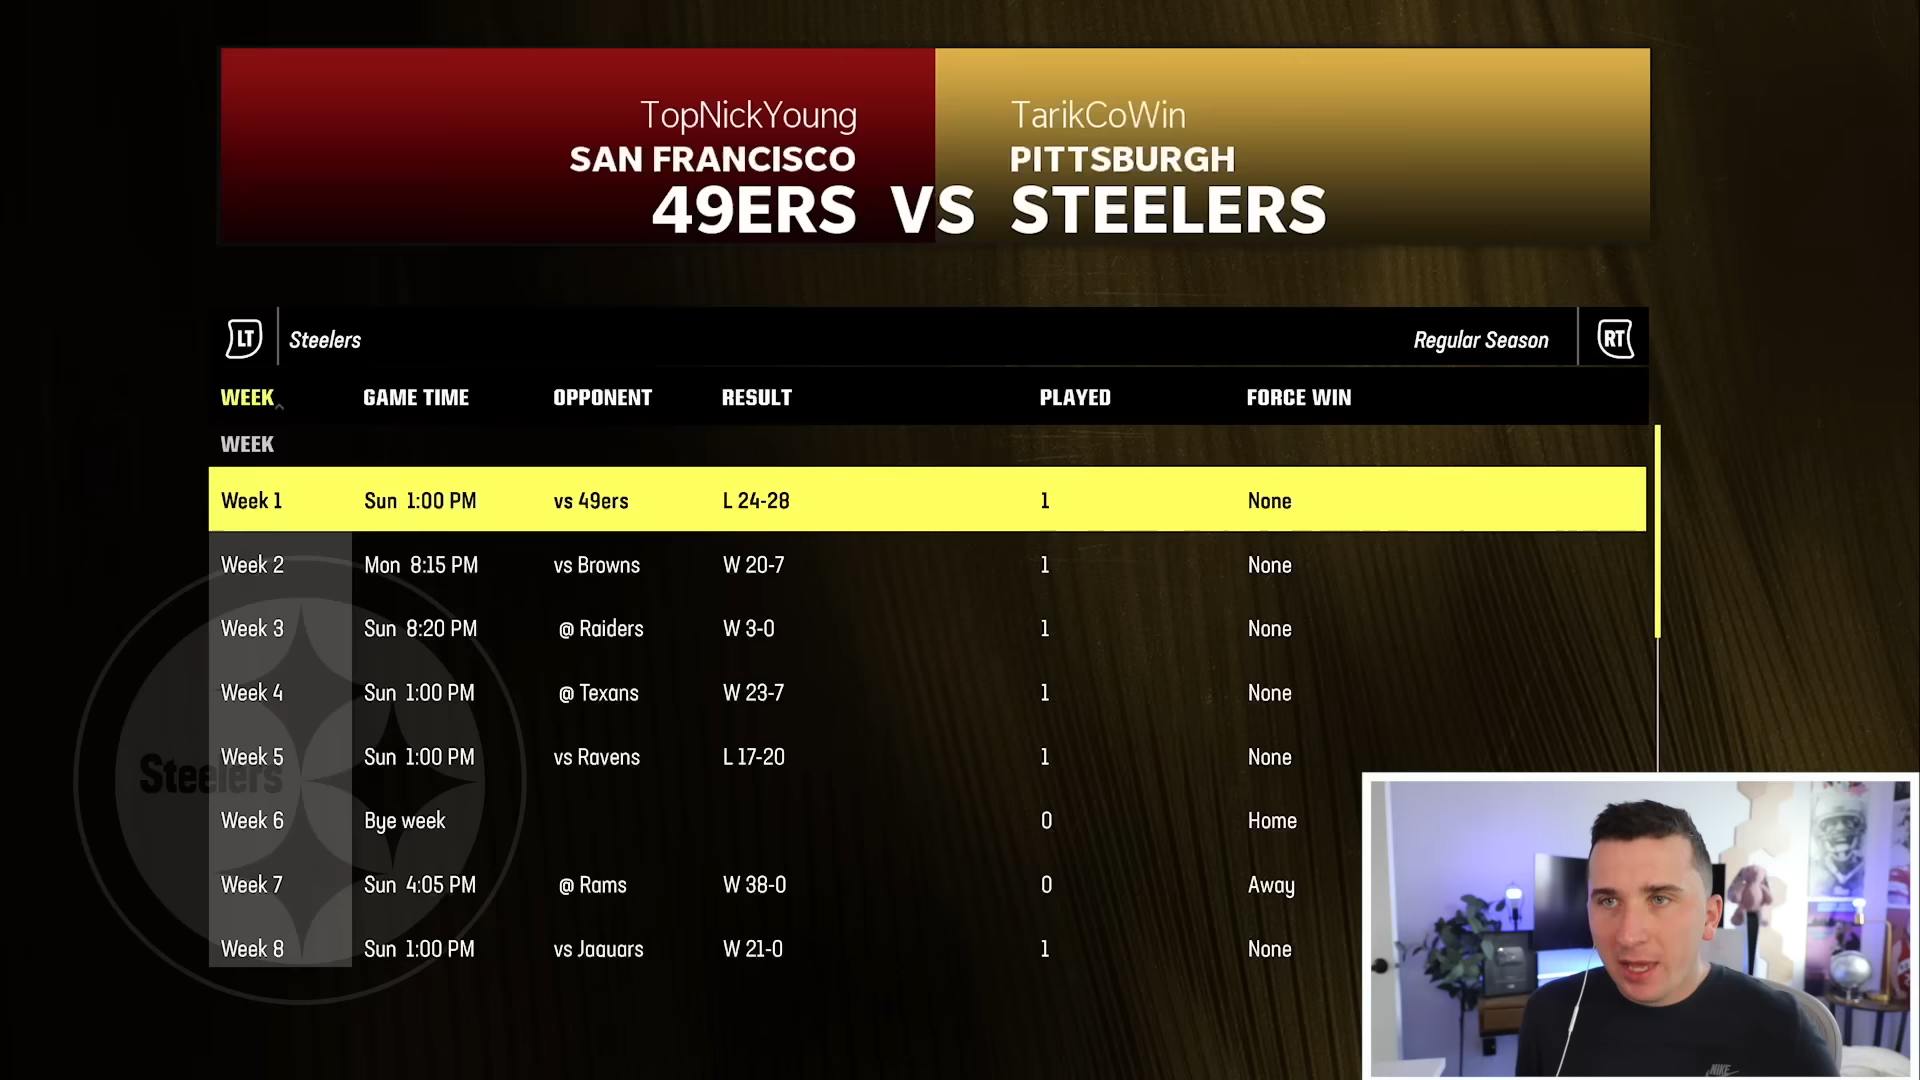 TopNickYoung
SAN FRANCISCO
49ERS VS STEELERS
TarikCoWin
PITTSBURGH
LT Steelers Regular Season RT
WEEK GAME TIME OPPONENT RESULT PLAYED FORCE WIN
WEEK
Week 1 Sun 1:00 PM vs 49ers L 24-28 1 None
Week 2 Mon 8:15 PM vs Browns W 20-7 1 None
Week 3 Sun 8:20 PM @ Raiders W 3-0 1 None
Week 4 Sun 1:00 PM @ Texans W 23-7 1 None
Week 5 Sun 1:00 PM vs Ravens L 17-20 1 None
Steelers
Week 6 Bye week 0 Home
Week 7 Sun 4:05 PM @ Rams W 38-0 0 Away
Week 8 Sun 1:00 PM vs Jaguars W 21-0 1 None
NIKE